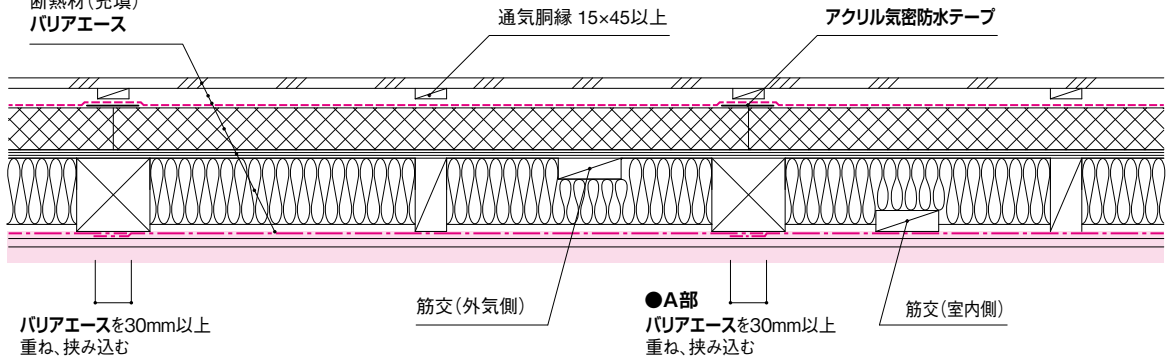 断熱材（充填）
バリアエース
通気胴縁 15×45以上
アクリル気密防水テープ
筋交（外気側）
筋交（室内側）
バリアエースを30mm以上
重ね、挟み込む
●A部
バリアエースを30mm以上
重ね、挟み込む